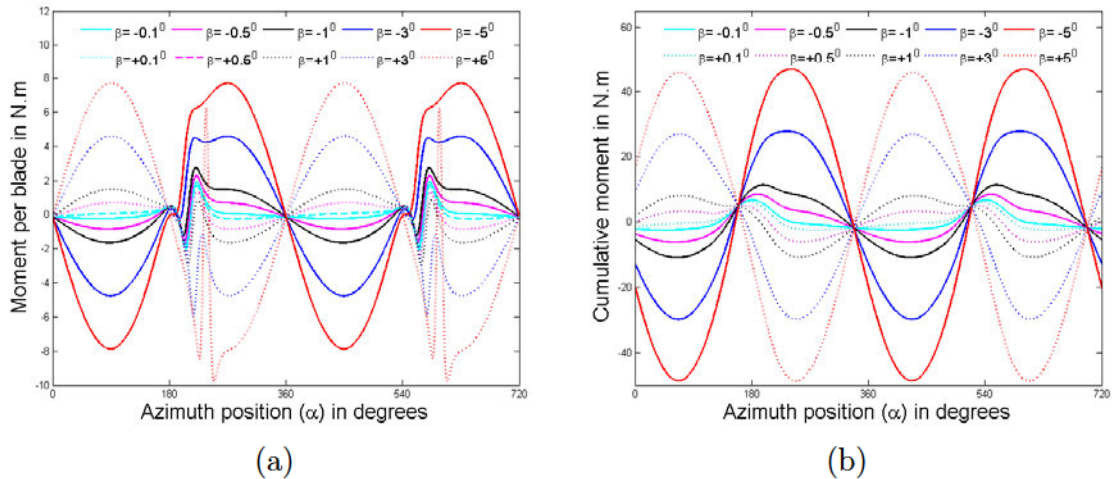 12
10
8
6
4
2
0
-2
-4
-6
-8
-10
Moment per blade in N.m
β= -0.1⁰ β= -0.5⁰ β= -1⁰ β= -3⁰ β= -5⁰
β=+0.1⁰ β=+0.5⁰ β=+1⁰ β=+3⁰ β=+5⁰
0 180 360 540 720
Azimuth position (α) in degrees
(a)
60
40
20
0
-20
-40
Cumulative moment in N.m
β= -0.1⁰ β= -0.5⁰ β= -1⁰ β= -3⁰ β= -5⁰
β=+0.1⁰ β=+0.5⁰ β=+1⁰ β=+3⁰ β=+5⁰
0 180 360 540 720
Azimuth position (α) in degrees
(b)